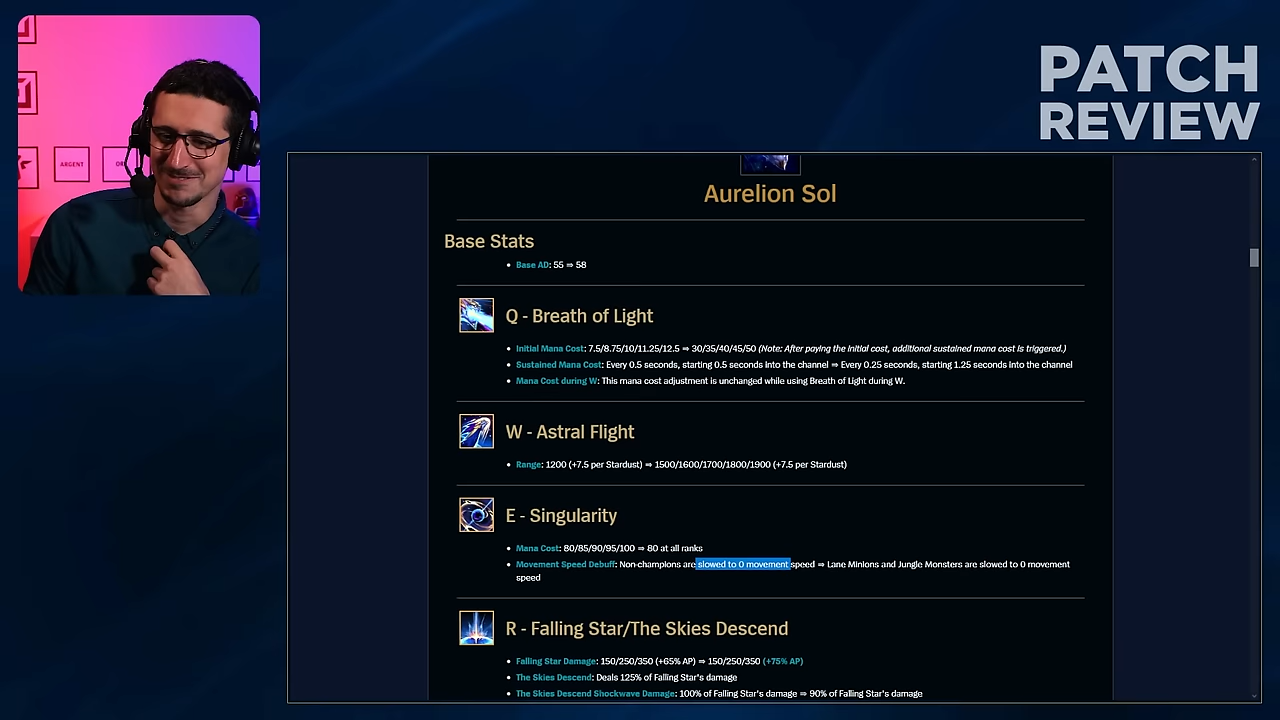 PATCH
REVIEW
ARGENT
Aurelion Sol
Base Stats
• Base AD: 55 ⇒ 58
Q - Breath of Light
• Initial Mana Cost: 7.5/8.75/10/11.25/12.5 ⇒ 30/35/40/45/50 (Note: After paying the initial cost, additional sustained mana cost is triggered.)
• Sustained Mana Cost: Every 0.5 seconds, starting 0.5 seconds into the channel ⇒ Every 0.25 seconds, starting 1.25 seconds into the channel
• Mana Cost during W: This mana cost adjustment is unchanged while using Breath of Light during W.
W - Astral Flight
• Range: 1200 (+7.5 per Stardust) ⇒ 1500/1600/1700/1800/1900 (+7.5 per Stardust)
E - Singularity
• Mana Cost: 80/85/90/95/100 ⇒ 80 at all ranks
• Movement Speed Debuff: Non-champions are slowed to 0 movement speed ⇒ Lane Minions and Jungle Monsters are slowed to 0 movement
speed
R - Falling Star/The Skies Descend
• Falling Star Damage: 150/250/350 (+65% AP) ⇒ 150/250/350 (+75% AP)
• The Skies Descend: Deals 125% of Falling Star's damage
• The Skies Descend Shockwave Damage: 100% of Falling Star's damage ⇒ 90% of Falling Star's damage